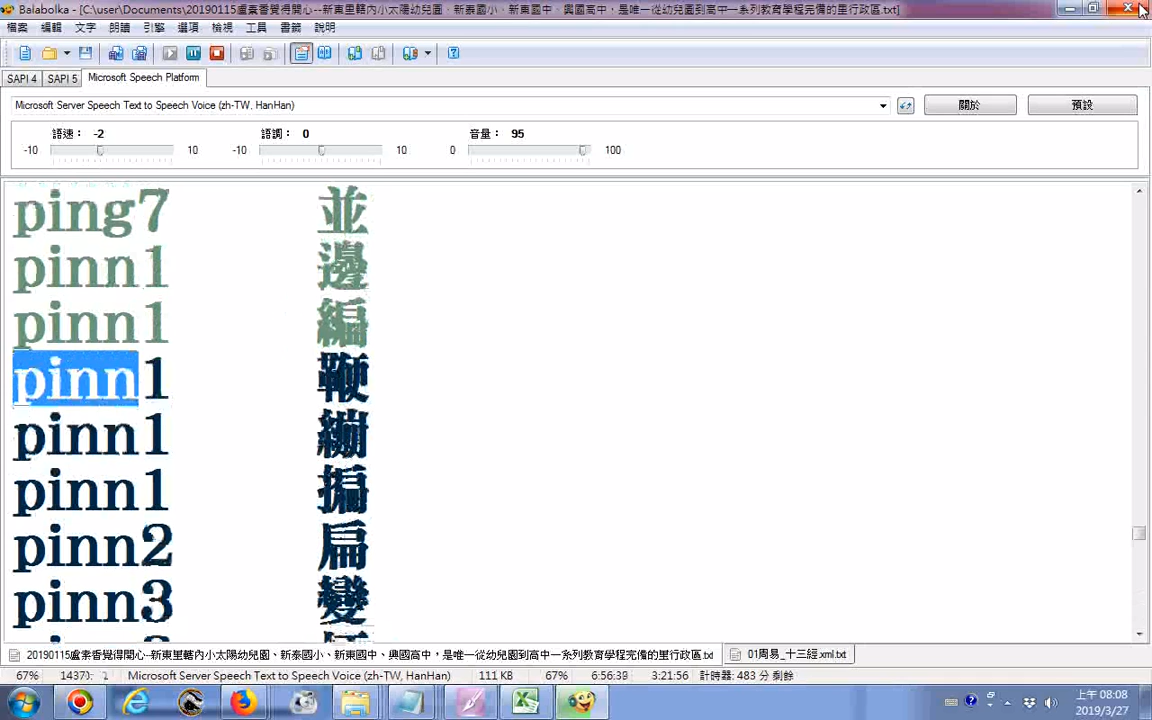 Balabolka - [C:\user\Documents\20190115盧素香覺得開心--新東里轄內小太陽幼兒園、新泰國小、新東國中、興國高中，是唯一從幼兒園到高中一系列教育學程完備的里行政區.txt]
檔案 編輯 文字 朗讀 引擎 選項 檢視 工具 書籤 說明
SAPI 4 SAPI 5 Microsoft Speech Platform
Microsoft Server Speech Text to Speech Voice (zh-TW, HanHan) 關於 預設
語速： -2 語調： 0 音量： 95
-10 10 -10 10 0 100
ping7 並
pinn1 邊
pinn1 編
pinn1 鞭
pinn1 繃
pinn1 揙
pinn2 扁
pinn3 變
20190115盧素香覺得開心--新東里轄內小太陽幼兒園、新泰國小、新東國中、興國高中，是唯一從幼兒園到高中一系列教育學程完備的里行政區.txt 01周易_十三經.xml.txt
67% Microsoft Server Speech Text to Speech Voice (zh-TW, HanHan) 111 KB 67% 6:56:38 3:21:56 計時器: 483 分 剩餘
上午 08:08
2019/3/27